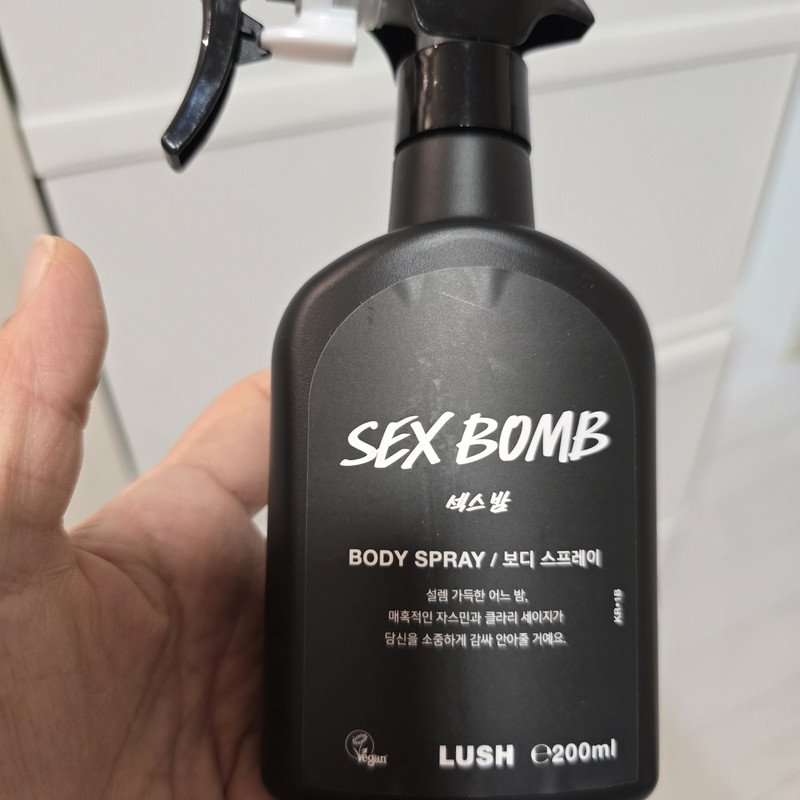 SEX BOMB
섹스 밤
BODY SPRAY / 보디 스프레이
설렘 가득한 어느 밤,
매혹적인 자스민과 클라리 세이지가
당신을 소중하게 감싸 안아줄 거예요.
KR•1B
Vegan
LUSH ℮200ml